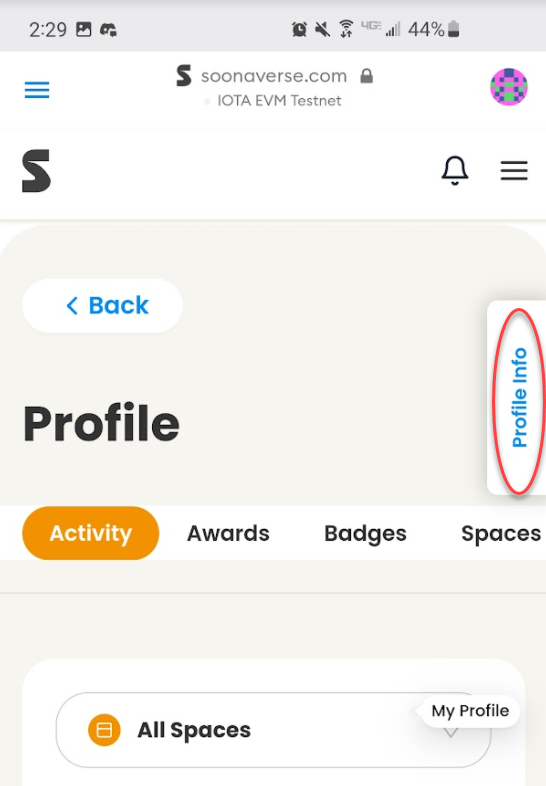 2:29 4GE 44%
soonaverse.com
IOTA EVM Testnet
S
Back
Profile Info
Profile
Activity Awards Badges Spaces
My Profile
All Spaces